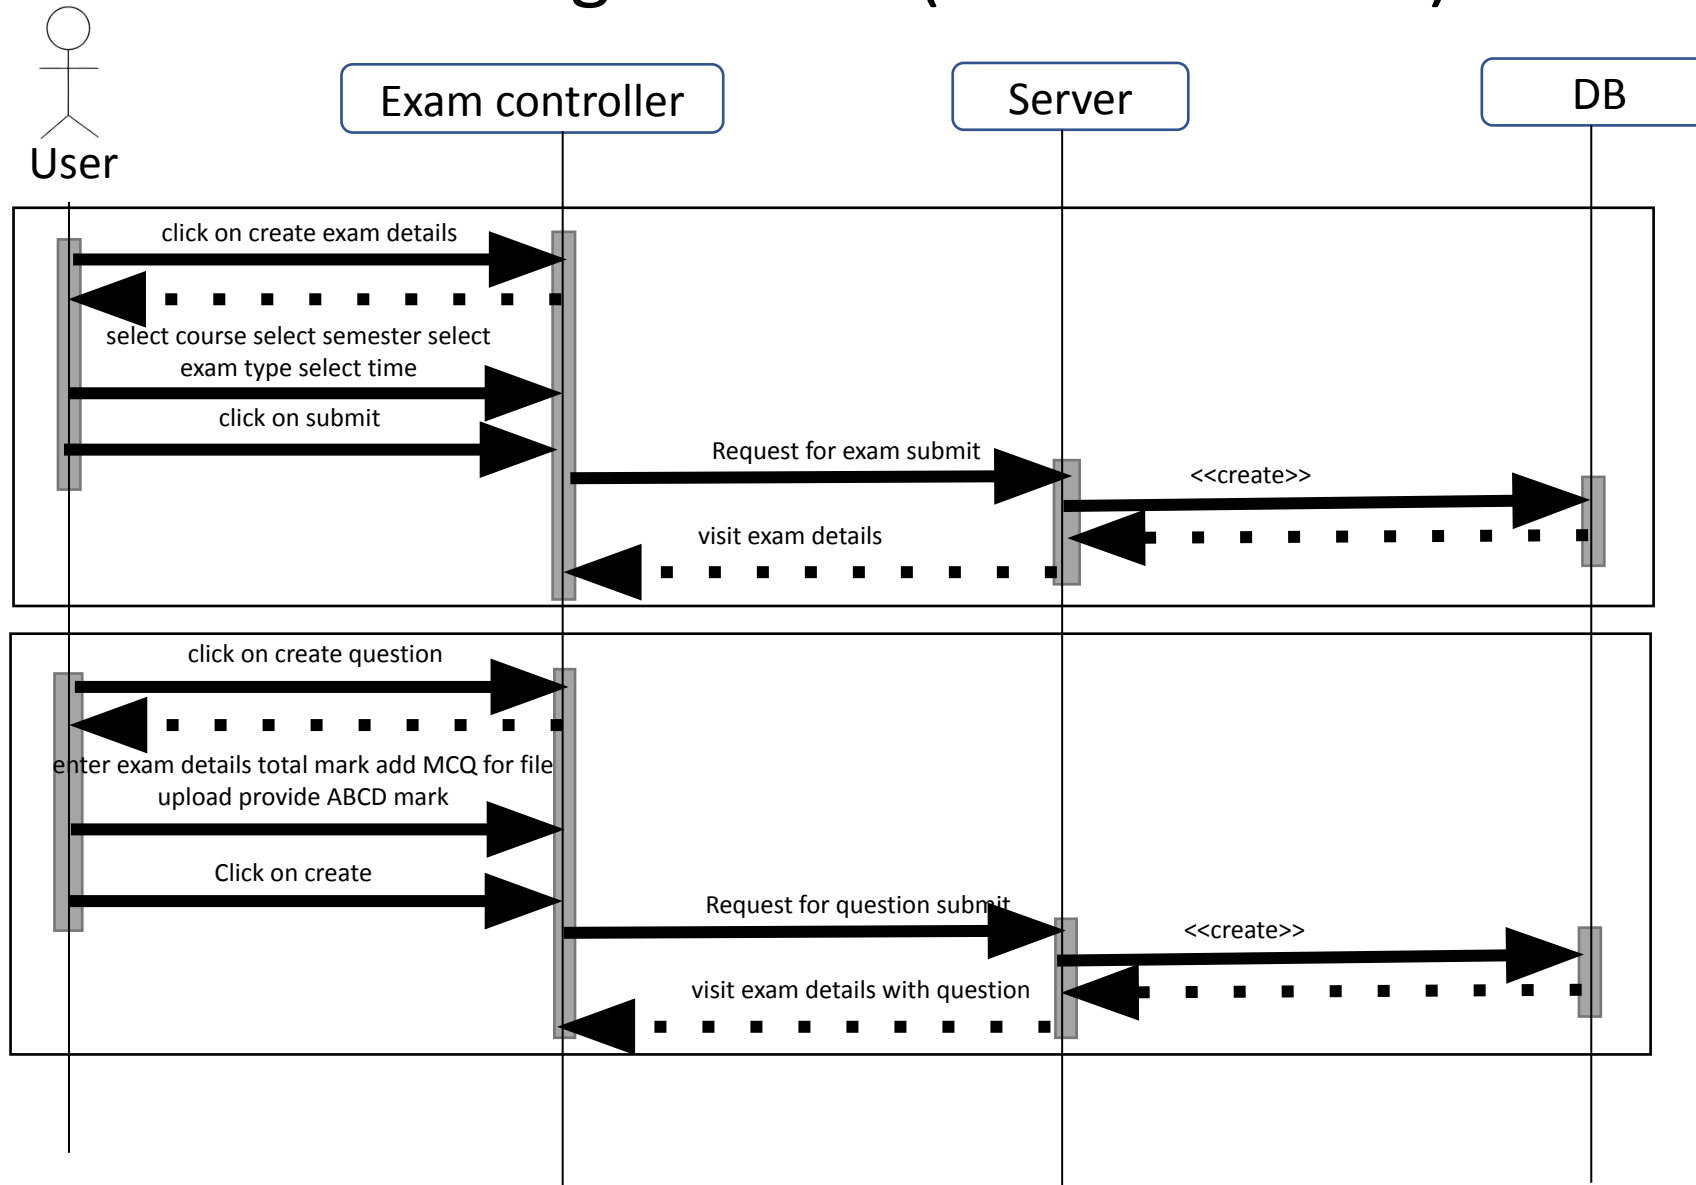 Exam controller
Server
DB
User
click on create exam details
select course select semester select
exam type select time
click on submit
Request for exam submit
<<create>>
visit exam details
click on create question
enter exam details total mark add MCQ for file
upload provide ABCD mark
Click on create
Request for question submit
<<create>>
visit exam details with question